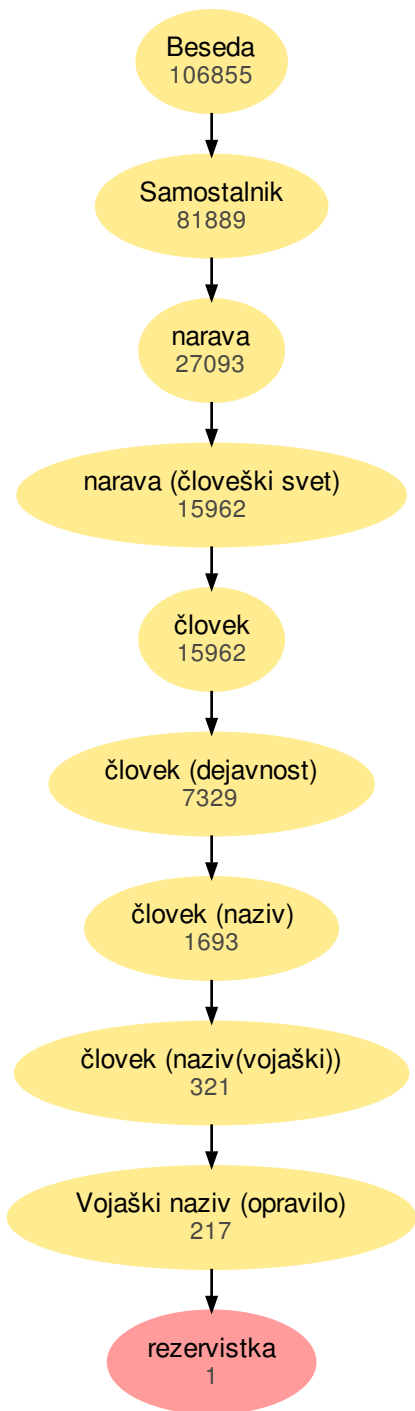 Beseda
106855
Samostalnik
81889
narava
27093
narava (človeški svet)
15962
človek
15962
človek (dejavnost)
7329
človek (naziv)
1693
človek (naziv(vojaški))
321
Vojaški naziv (opravilo)
217
rezervistka
1